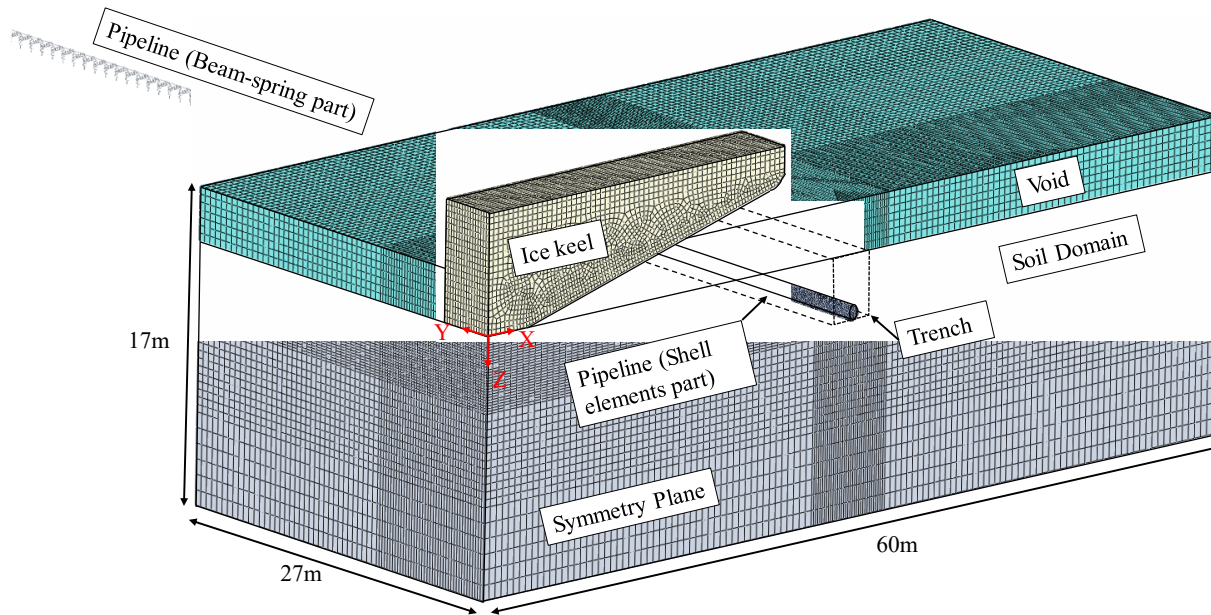 Pipeline (Beam-spring
part)
Void
Ice keel
Soil Domain
Y
X
Z
Trench
17m
Pipeline (Shell
elements part)
Symmetry Plane
60m
27m